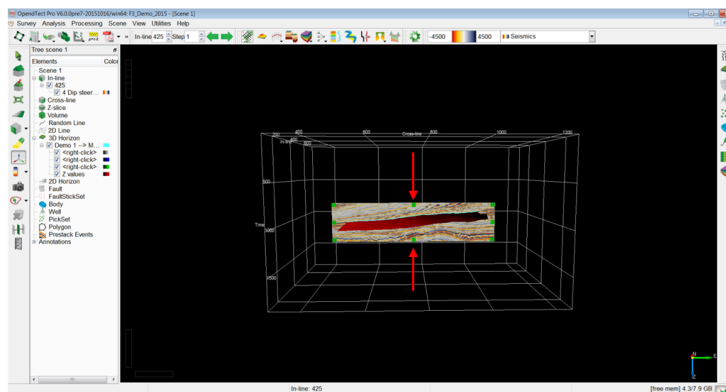 OpendTect Pro V6.0.0pre7-20151016/win64: F3_Demo_2015 - [Scene 1]
Survey Analysis Processing Scene View Utilities Help
In-line 425 Step 1 -4500 4500 Seismics
Tree scene 1
Elements Color
Scene 1
In-line
425
4 Dip steer...
Cross-line
Z-slice
Volume
Random Line
2D Line
3D Horizon
Demo 1 --> M...
<right-click>
<right-click>
<right-click>
Z values
2D Horizon
Fault
FaultStickSet
Body
Well
PickSet
Polygon
Prestack Events
Annotations
400 600 Cross-line 800 1000 1200
In-line
500
Time
1000
1500
N
Z
In-line: 425
[free mem] 4.3/7.9 GB